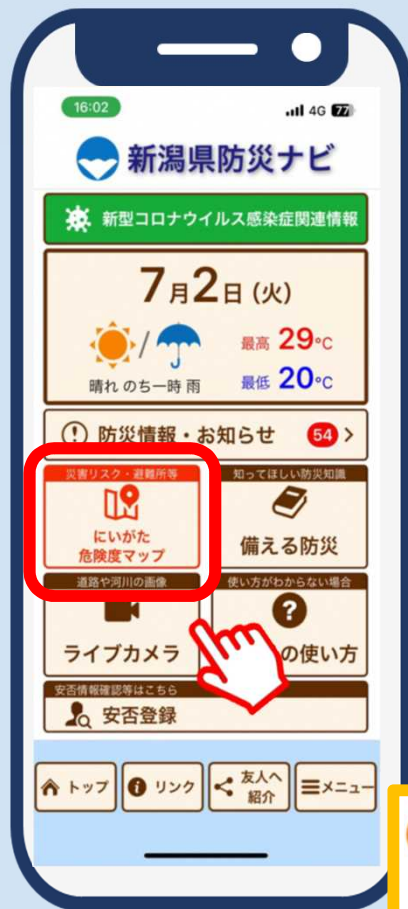 16:02 4G 77
新潟県防災ナビ
新型コロナウイルス感染症関連情報
7月2日(火)
晴れ のち一時 雨
最高 29℃
最低 20℃
防災情報・お知らせ 54 >
災害リスク・避難所等
にいがた
危険度マップ
知ってほしい防災知識
備える防災
道路や河川の画像
ライブカメラ
使い方がわからない場合
の使い方
安否情報確認等はこちら
安否登録
トップ
リンク
友人へ
紹介
メニュー